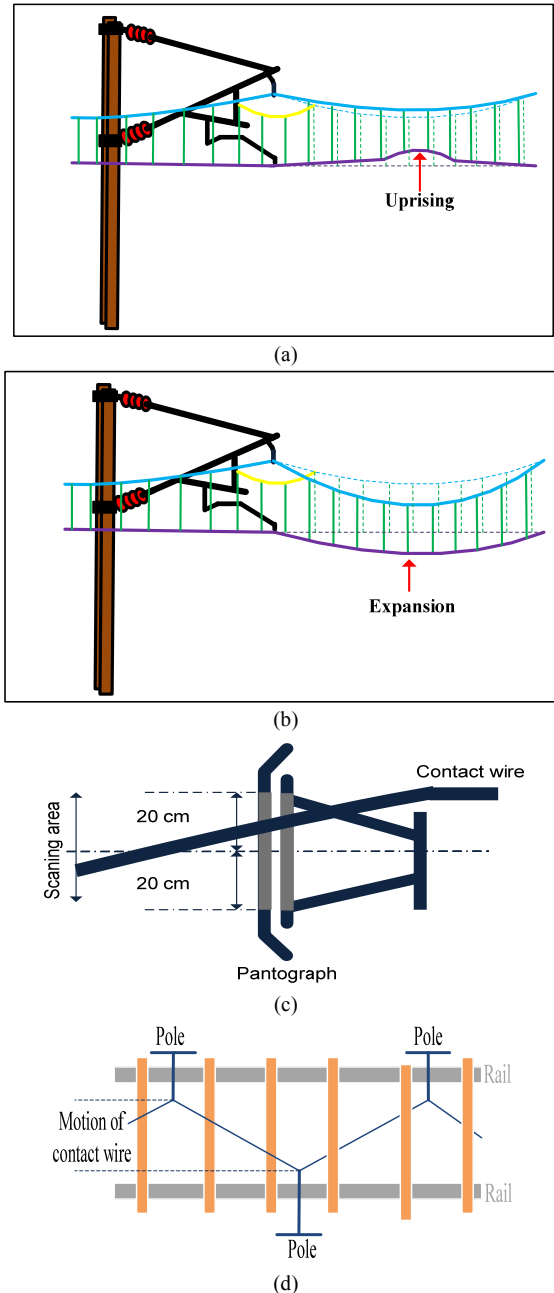 Uprising
(a)
Expansion
(b)
Contact wire
Scaning area
20 cm
20 cm
Pantograph
(c)
Pole
Pole
Rail
Motion of
contact wire
Rail
Pole
(d)